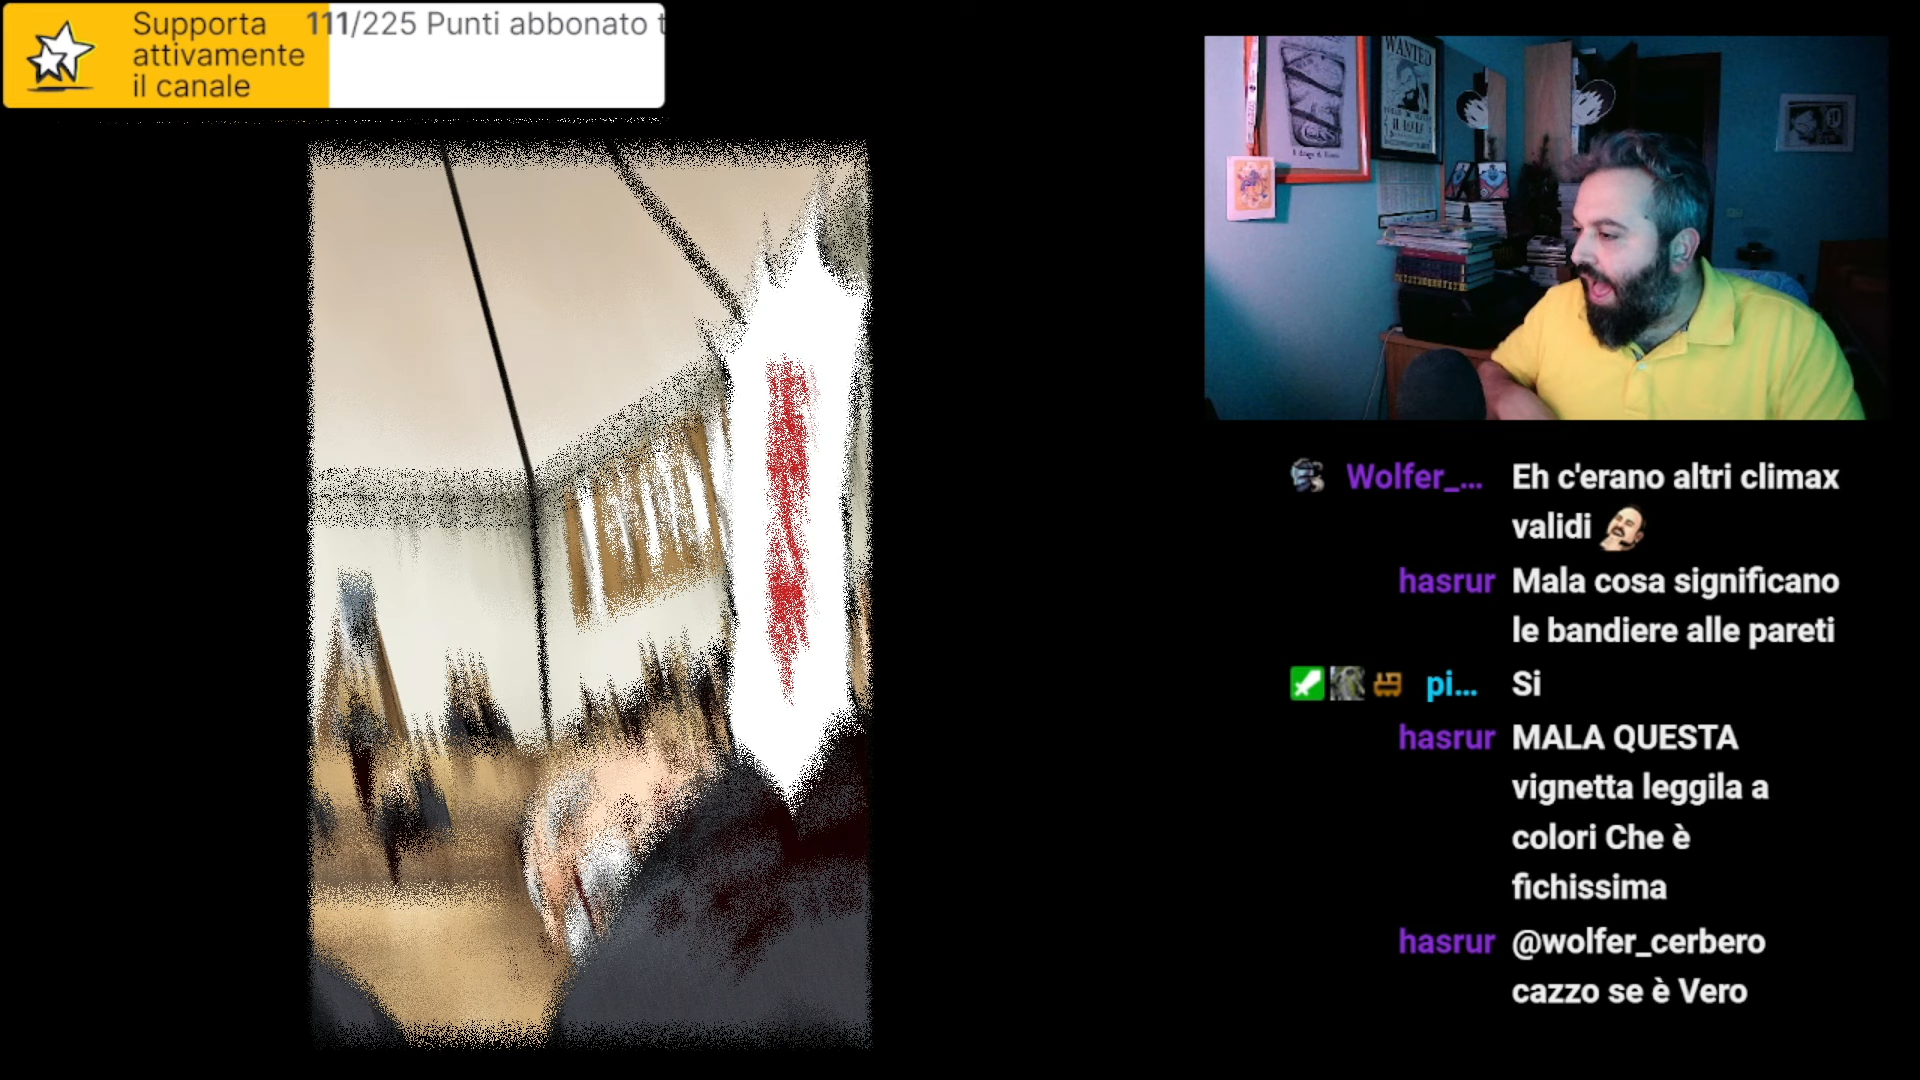 Supporta
attivamente
il canale
111/225 Punti abbonato t
WANTED
Wolfer_... Eh c'erano altri climax
validi
hasrur Mala cosa significano
le bandiere alle pareti
pi... Si
hasrur MALA QUESTA
vignetta leggila a
colori Che è
fichissima
hasrur @wolfer_cerbero
cazzo se è Vero